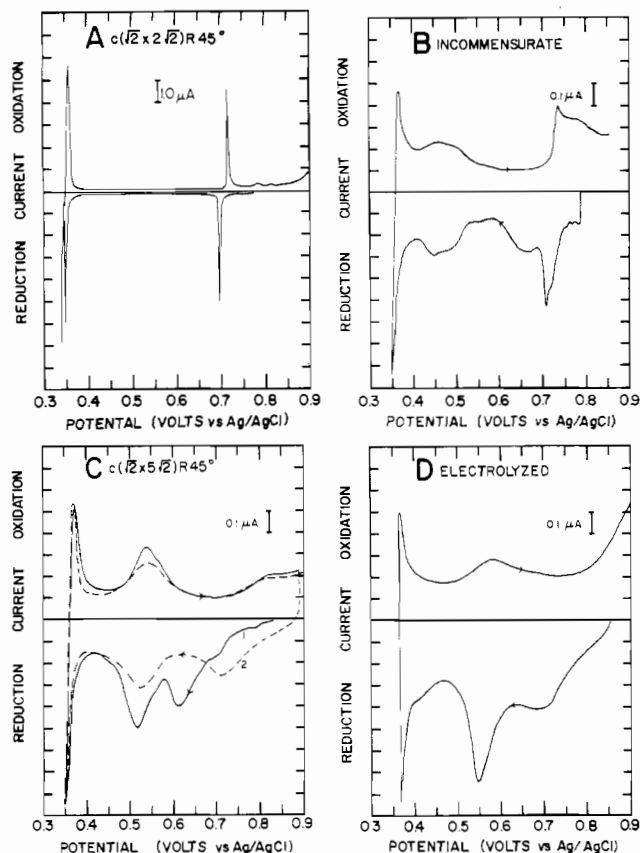 A c(√2 x 2√2)R45°
1.0 μA
OXIDATION
CURRENT
REDUCTION
0.3 0.4 0.5 0.6 0.7 0.8 0.9
POTENTIAL (VOLTS vs Ag/AgCl)
B INCOMMENSURATE
0.1 μA
OXIDATION
CURRENT
REDUCTION
0.3 0.4 0.5 0.6 0.7 0.8 0.9
POTENTIAL (VOLTS vs Ag/AgCl)
C c(√2 x 5√2)R45°
0.1 μA
OXIDATION
CURRENT
REDUCTION
1
2
0.3 0.4 0.5 0.6 0.7 0.8 0.9
POTENTIAL (VOLTS vs Ag/AgCl)
D ELECTROLYZED
0.1 μA
OXIDATION
CURRENT
REDUCTION
0.3 0.4 0.5 0.6 0.7 0.8 0.9
POTENTIAL (VOLTS vs Ag/AgCl)